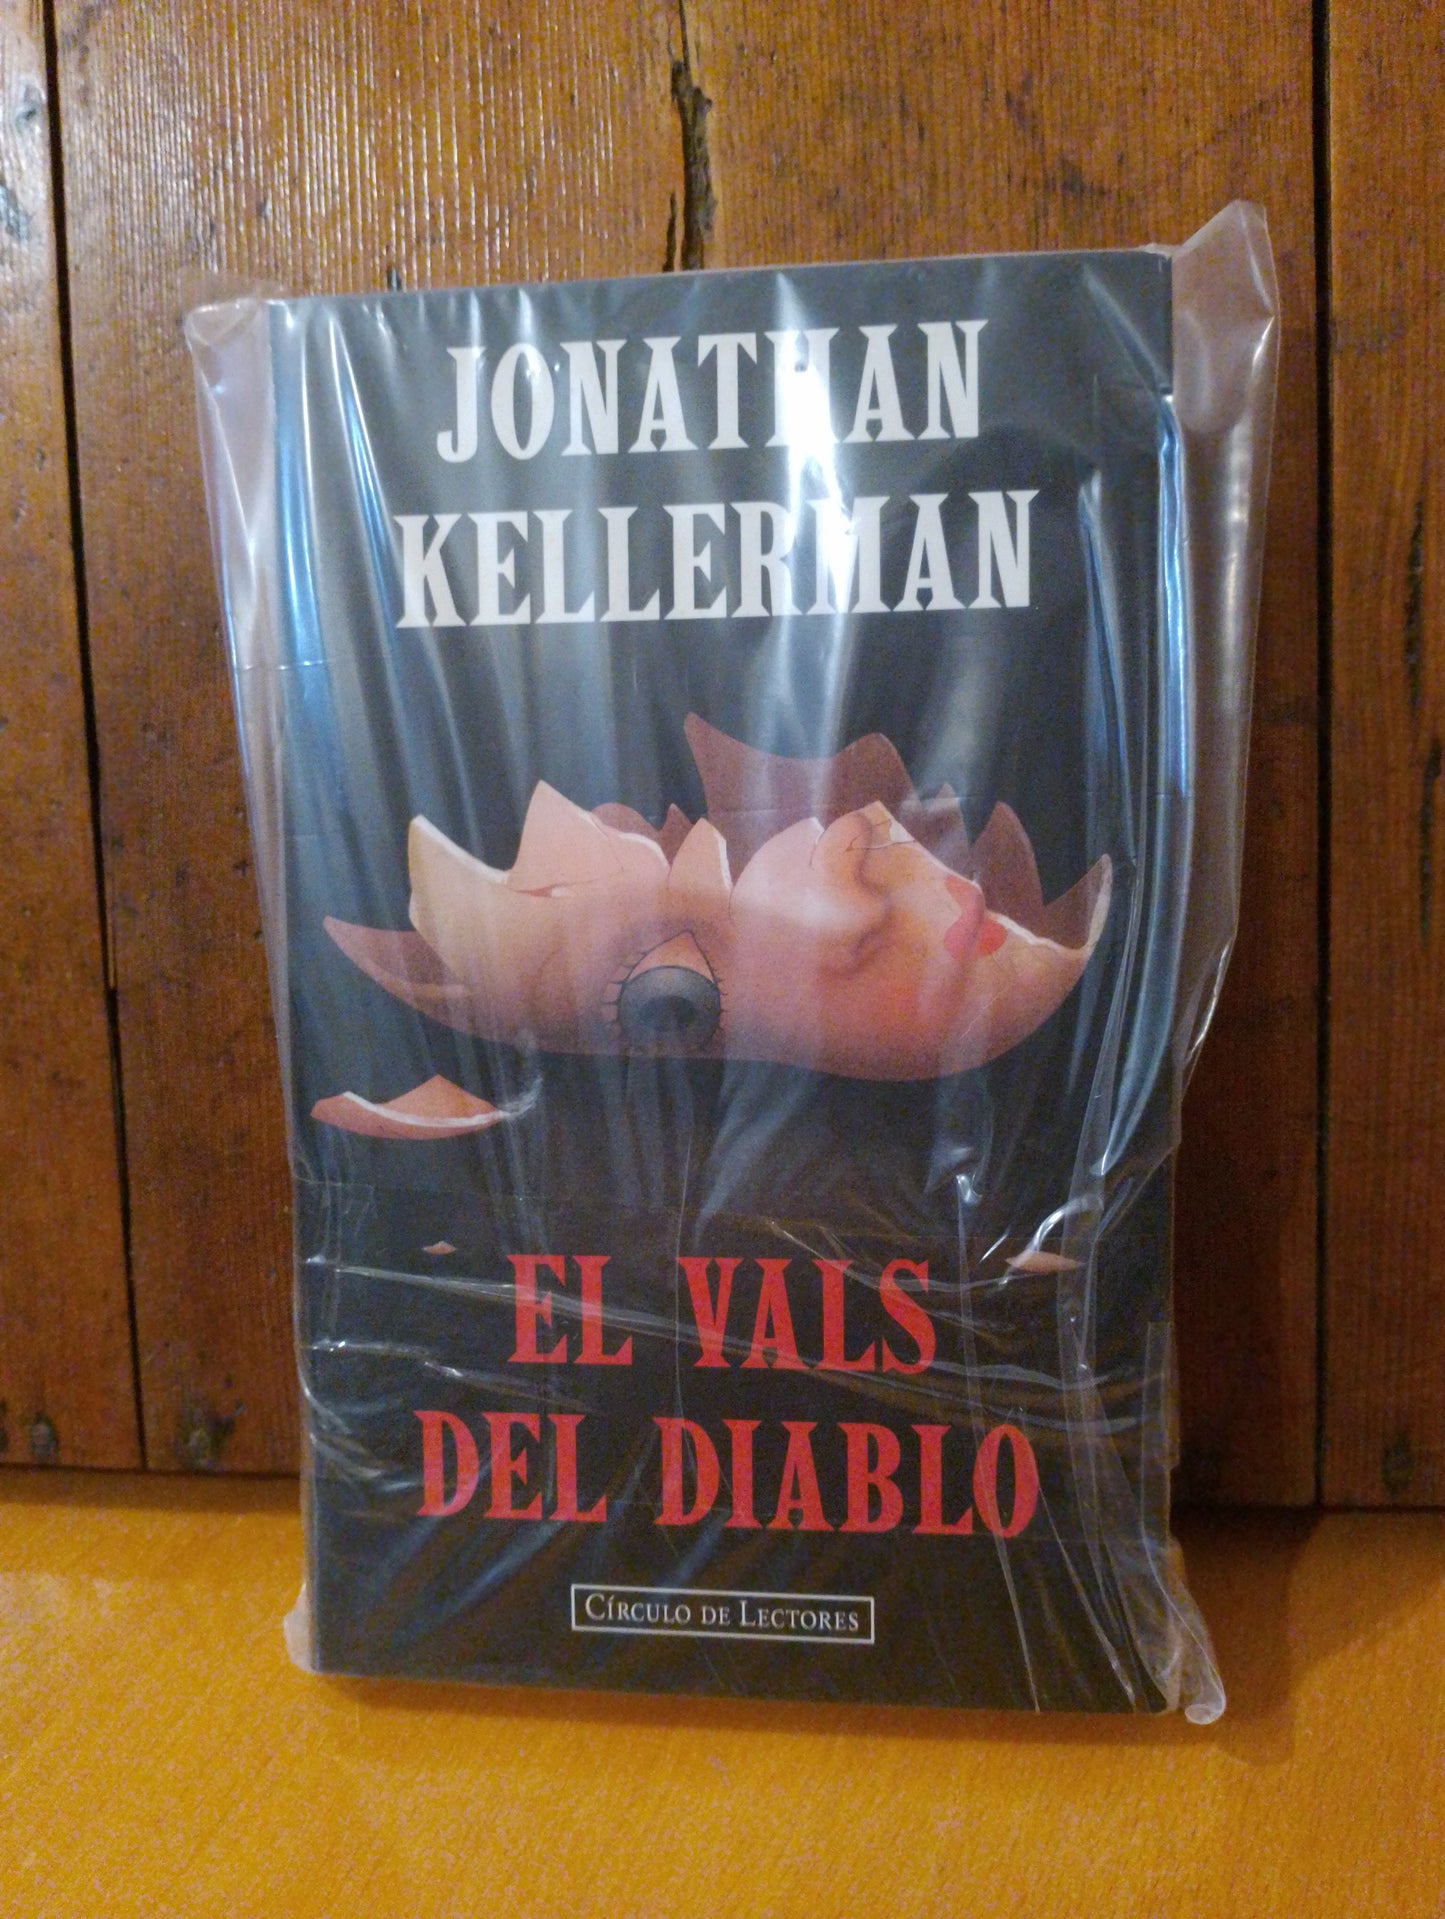 JONATHAN
KELLERMAN
EL VALS
DEL DIABLO
CÍRCULO DE LECTORES